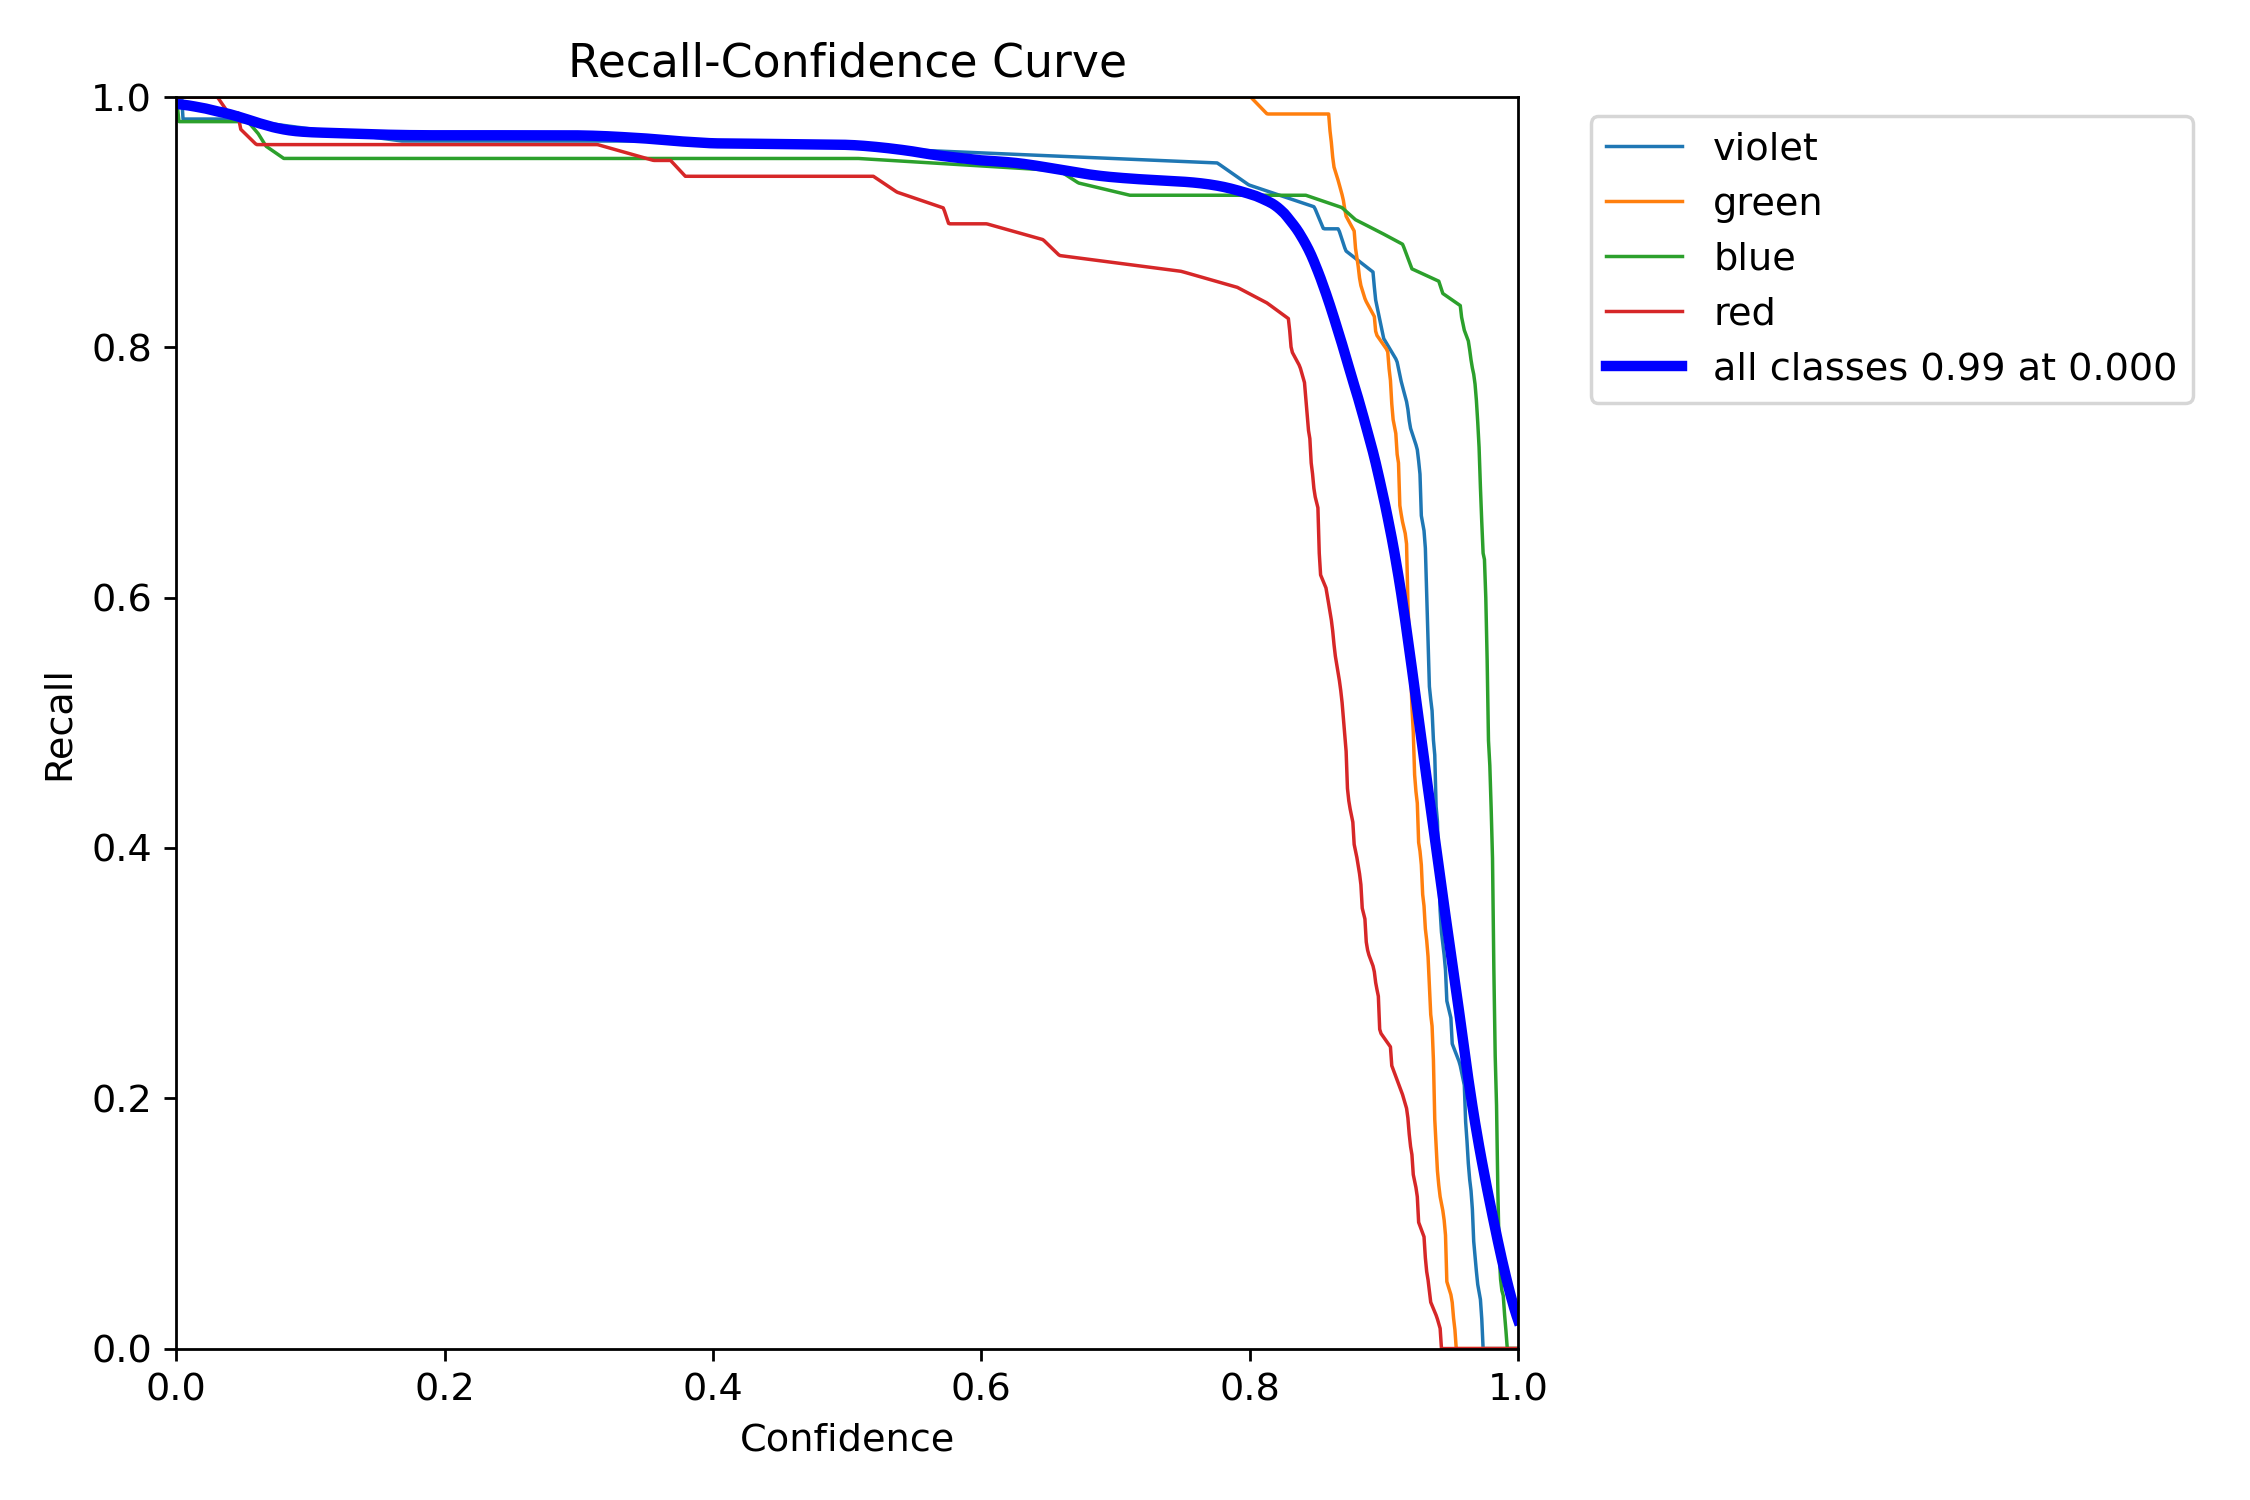 Recall-Confidence Curve
1.0
0.8
0.6
0.4
0.2
0.0
Recall
0.0 0.2 0.4 0.6 0.8 1.0
Confidence
violet
green
blue
red
all classes 0.99 at 0.000